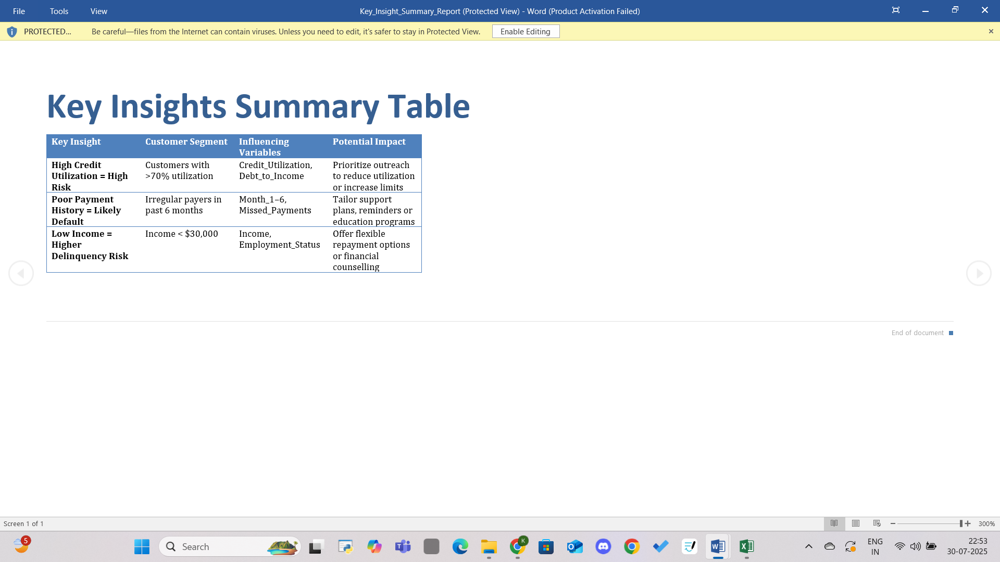 File Tools View Key_Insight_Summary_Report (Protected View) - Word (Product Activation Failed)
PROTECTED... Be careful—files from the Internet can contain viruses. Unless you need to edit, it's safer to stay in Protected View. Enable Editing
Key Insights Summary Table
Key Insight
Customer Segment
Influencing
Variables
Potential Impact
High Credit
Utilization = High
Risk
Customers with
>70% utilization
Credit_Utilization,
Debt_to_Income
Prioritize outreach
to reduce utilization
or increase limits
Poor Payment
History = Likely
Default
Irregular payers in
past 6 months
Month_1–6,
Missed_Payments
Tailor support
plans, reminders or
education programs
Low Income =
Higher
Delinquency Risk
Income < $30,000
Income,
Employment_Status
Offer flexible
repayment options
or financial
counselling
End of document
Screen 1 of 1
300%
5
Search
K
ENG
IN
22:53
30-07-2025